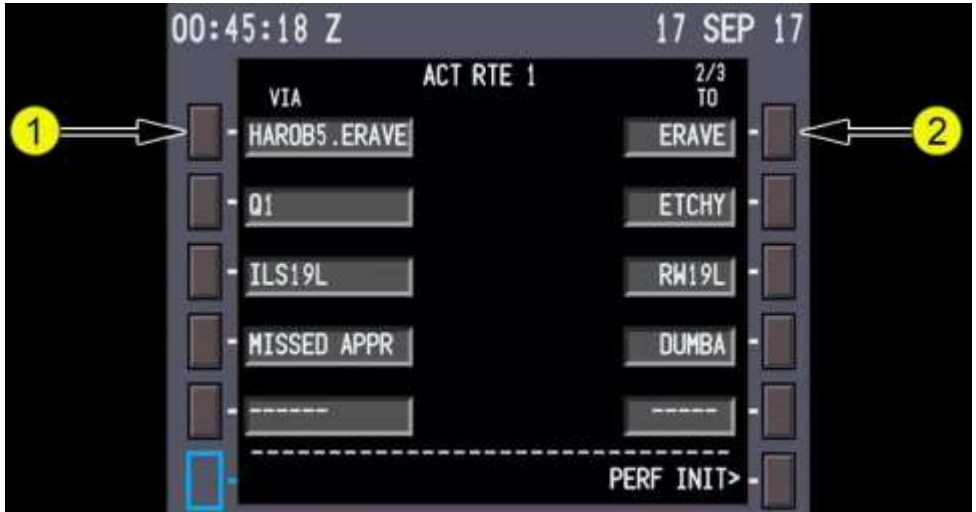 00:45:18 Z 17 SEP 17
ACT RTE 1 2/3
VIA TO
1 HAROB5.ERAVE ERAVE 2
Q1 ETCHY
ILS19L RW19L
MISSED APPR DUMBA
------ -----
PERF INIT>